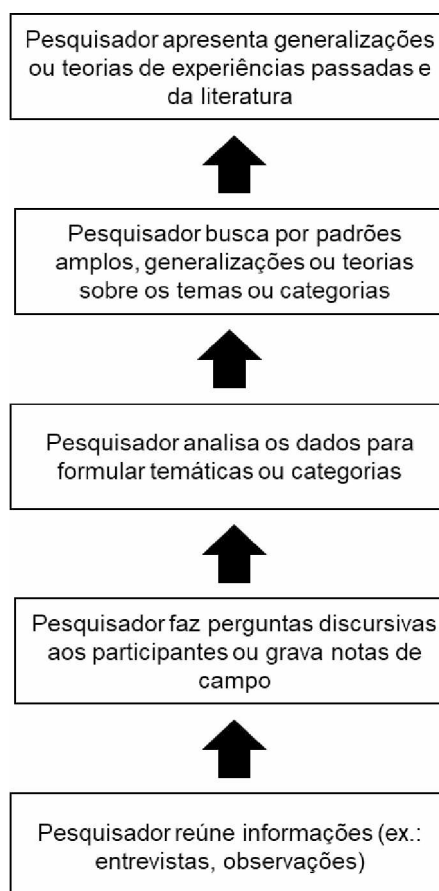 Pesquisador apresenta generalizações
ou teorias de experiências passadas e
da literatura
Pesquisador busca por padrões
amplos, generalizações ou teorias
sobre os temas ou categorias
Pesquisador analisa os dados para
formular temáticas ou categorias
Pesquisador faz perguntas discursivas
aos participantes ou grava notas de
campo
Pesquisador reúne informações (ex.:
entrevistas, observações)